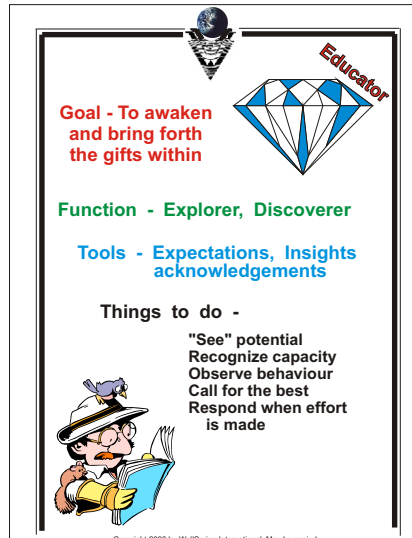 Educator
Goal - To awaken
and bring forth
the gifts within
Function - Explorer, Discoverer
Tools - Expectations, Insights
acknowledgements
Things to do -
"See" potential
Recognize capacity
Observe behaviour
Call for the best
Respond when effort
is made